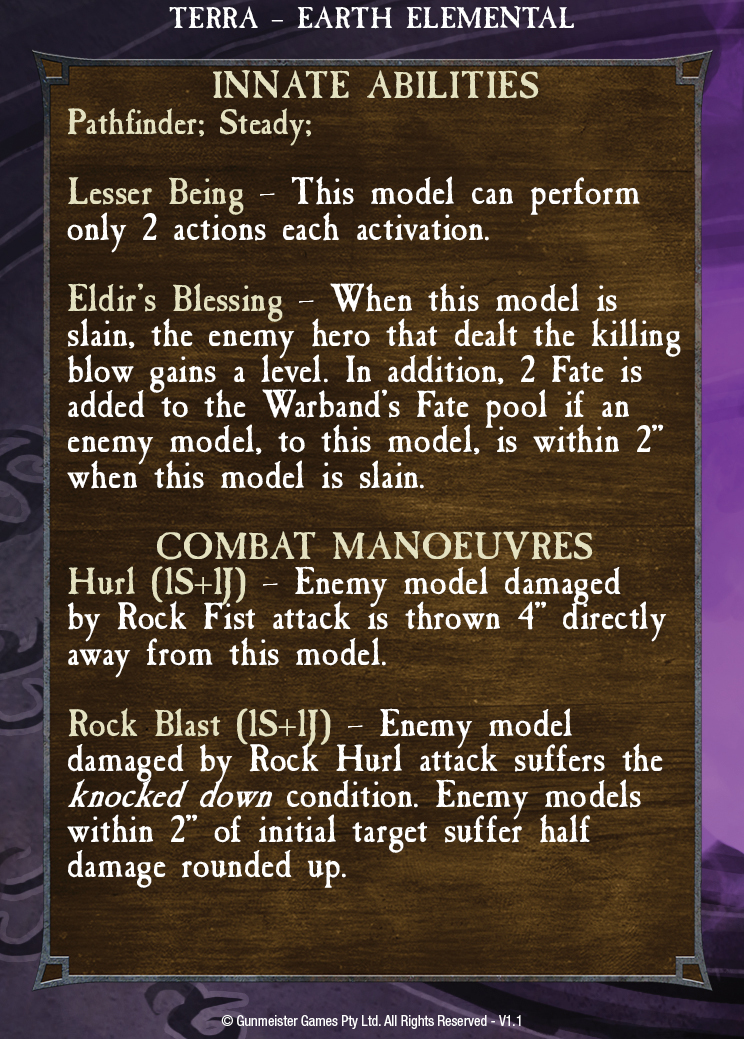 TERRA – EARTH ELEMENTAL
INNATE ABILITIES
Pathfinder; Steady;
Lesser Being – This model can perform
only 2 actions each activation.
Eldir's Blessing – When this model is
slain, the enemy hero that dealt the killing
blow gains a level. In addition, 2 Fate is
added to the Warband's Fate pool if an
enemy model, to this model, is within 2"
when this model is slain.
COMBAT MANOEUVRES
Hurl (1S+1J) – Enemy model damaged
by Rock Fist attack is thrown 4" directly
away from this model.
Rock Blast (1S+1J) – Enemy model
damaged by Rock Hurl attack suffers the
knocked down condition. Enemy models
within 2" of initial target suffer half
damage rounded up.
© Gunmeister Games Pty Ltd. All Rights Reserved - V1.1